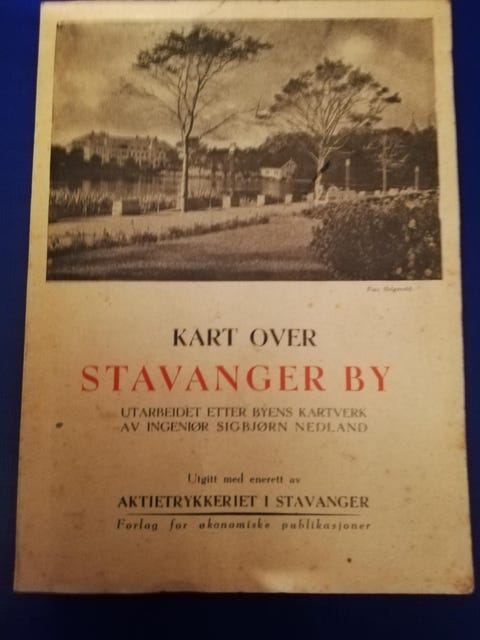 KART OVER
STAVANGER BY
UTARBEIDET ETTER BYENS KARTVERK
AV INGENIØR SIGBJØRN NEDLAND
Utgitt med enerett av
AKTIETRYKKERIET I STAVANGER
Forlag for økonomiske publikasjoner